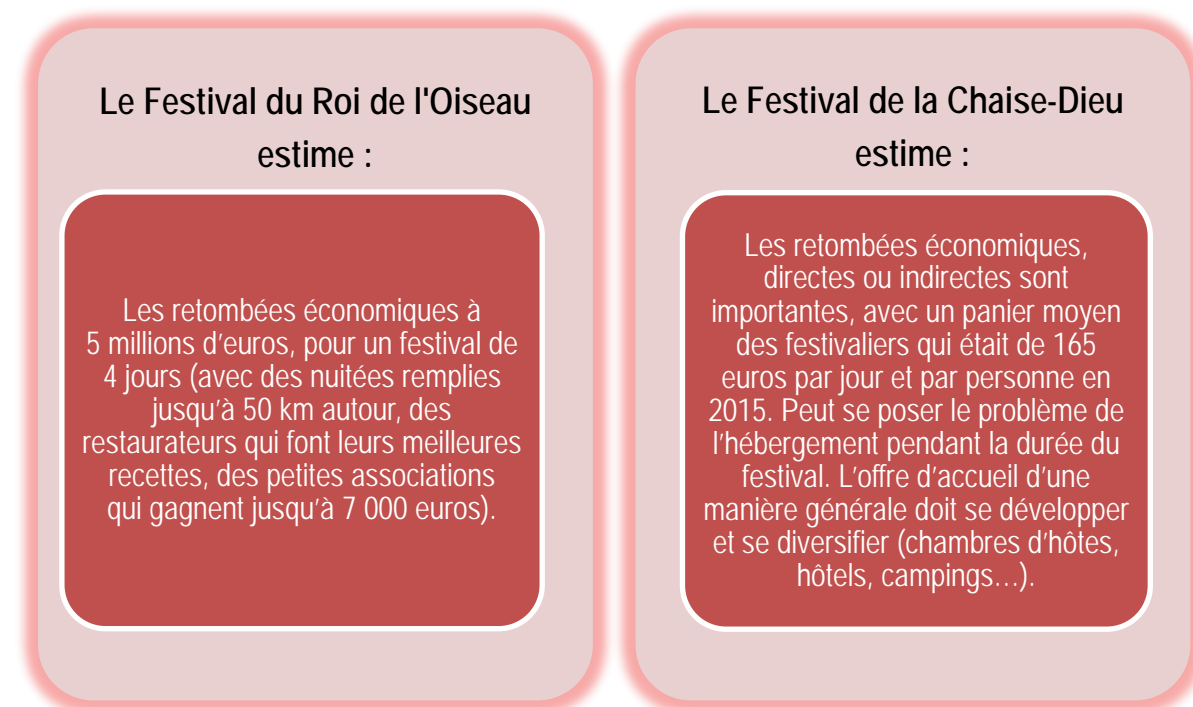 Le Festival du Roi de l'Oiseau
estime :
Les retombées économiques à
5 millions d’euros, pour un festival de
4 jours (avec des nuitées remplies
jusqu’à 50 km autour, des
restaurateurs qui font leurs meilleures
recettes, des petites associations
qui gagnent jusqu’à 7 000 euros).
Le Festival de la Chaise-Dieu
estime :
Les retombées économiques,
directes ou indirectes sont
importantes, avec un panier moyen
des festivaliers qui était de 165
euros par jour et par personne en
2015. Peut se poser le problème de
l’hébergement pendant la durée du
festival. L’offre d’accueil d’une
manière générale doit se développer
et se diversifier (chambres d’hôtes,
hôtels, campings…).